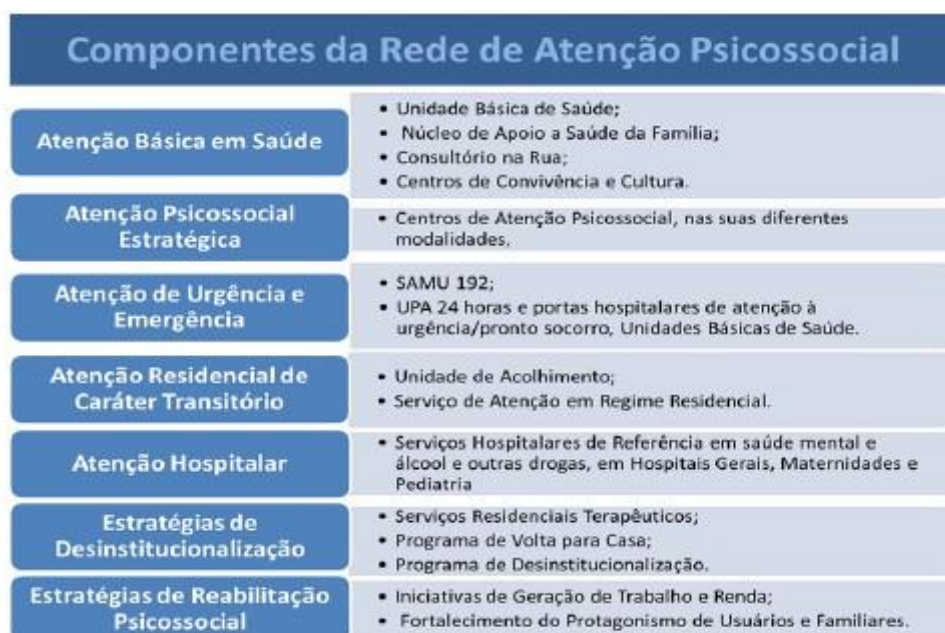 Componentes da Rede de Atenção Psicossocial
Atenção Básica em Saúde
• Unidade Básica de Saúde;
• Núcleo de Apoio a Saúde da Família;
• Consultório na Rua;
• Centros de Convivência e Cultura.
Atenção Psicossocial
Estratégica
• Centros de Atenção Psicossocial, nas suas diferentes
modalidades.
Atenção de Urgência e
Emergência
• SAMU 192;
• UPA 24 horas e portas hospitalares de atenção à
urgência/pronto socorro, Unidades Básicas de Saúde.
Atenção Residencial de
Caráter Transitório
• Unidade de Acolhimento;
• Serviço de Atenção em Regime Residencial.
Atenção Hospitalar
• Serviços Hospitalares de Referência em saúde mental e
álcool e outras drogas, em Hospitais Gerais, Maternidades e
Pediatria
Estratégias de
Desinstitucionalização
• Serviços Residenciais Terapêuticos;
• Programa de Volta para Casa;
• Programa de Desinstitucionalização.
Estratégias de Reabilitação
Psicossocial
• Iniciativas de Geração de Trabalho e Renda;
• Fortalecimento do Protagonismo de Usuários e Familiares.